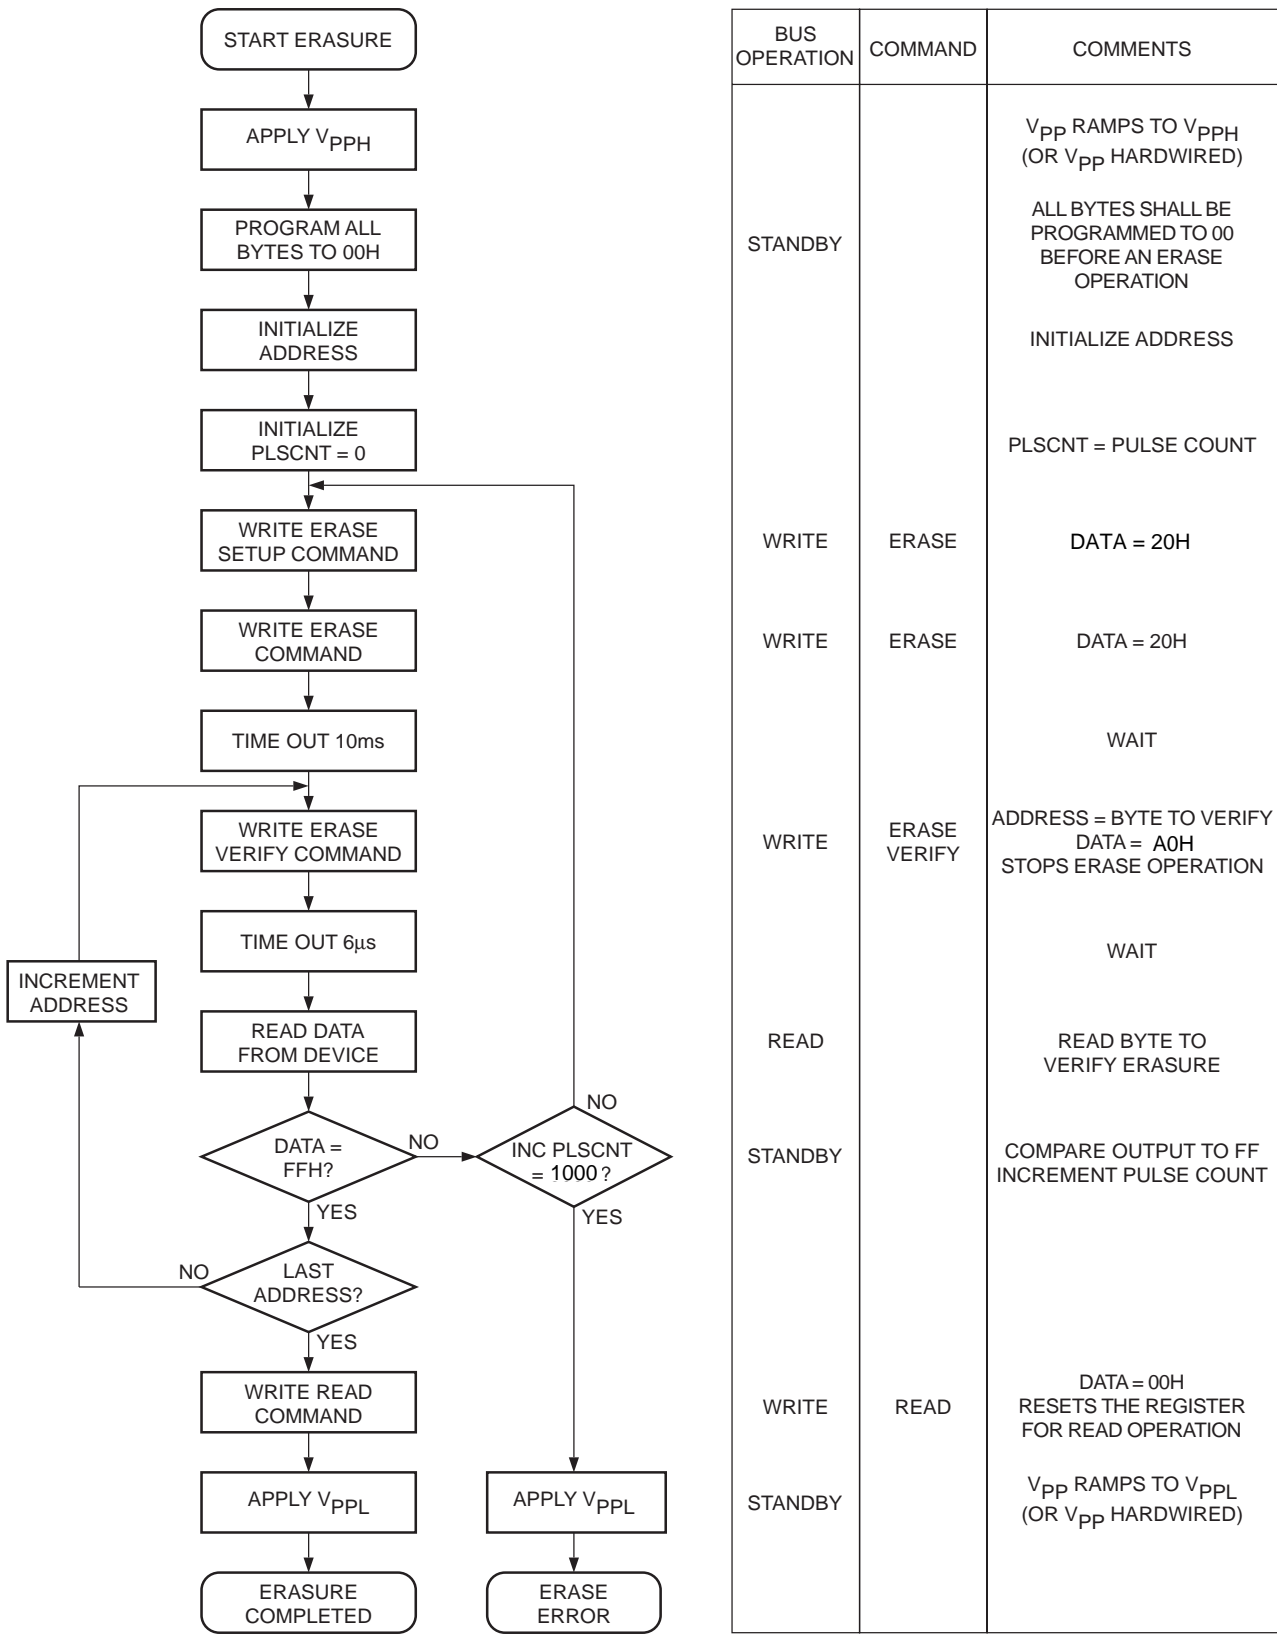 START ERASURE
APPLY VPPH
PROGRAM ALL
BYTES TO 00H
INITIALIZE
ADDRESS
INITIALIZE
PLSCNT = 0
WRITE ERASE
SETUP COMMAND
WRITE ERASE
COMMAND
TIME OUT 10ms
WRITE ERASE
VERIFY COMMAND
TIME OUT 6μs
INCREMENT
ADDRESS
READ DATA
FROM DEVICE
DATA =
FFH?
NO
YES
INC PLSCNT
= 1000 ?
NO
YES
LAST
ADDRESS?
NO
YES
WRITE READ
COMMAND
APPLY VPPL
ERASURE
COMPLETED
APPLY VPPL
ERASE
ERROR
BUS
OPERATION
COMMAND
COMMENTS
VPP RAMPS TO VPPH
(OR VPP HARDWIRED)
STANDBY
ALL BYTES SHALL BE
PROGRAMMED TO 00
BEFORE AN ERASE
OPERATION
INITIALIZE ADDRESS
PLSCNT = PULSE COUNT
WRITE
ERASE
DATA = 20H
WRITE
ERASE
DATA = 20H
WAIT
WRITE
ERASE
VERIFY
ADDRESS = BYTE TO VERIFY
DATA = A0H
STOPS ERASE OPERATION
WAIT
READ
READ BYTE TO
VERIFY ERASURE
STANDBY
COMPARE OUTPUT TO FF
INCREMENT PULSE COUNT
WRITE
READ
DATA = 00H
RESETS THE REGISTER
FOR READ OPERATION
STANDBY
VPP RAMPS TO VPPL
(OR VPP HARDWIRED)